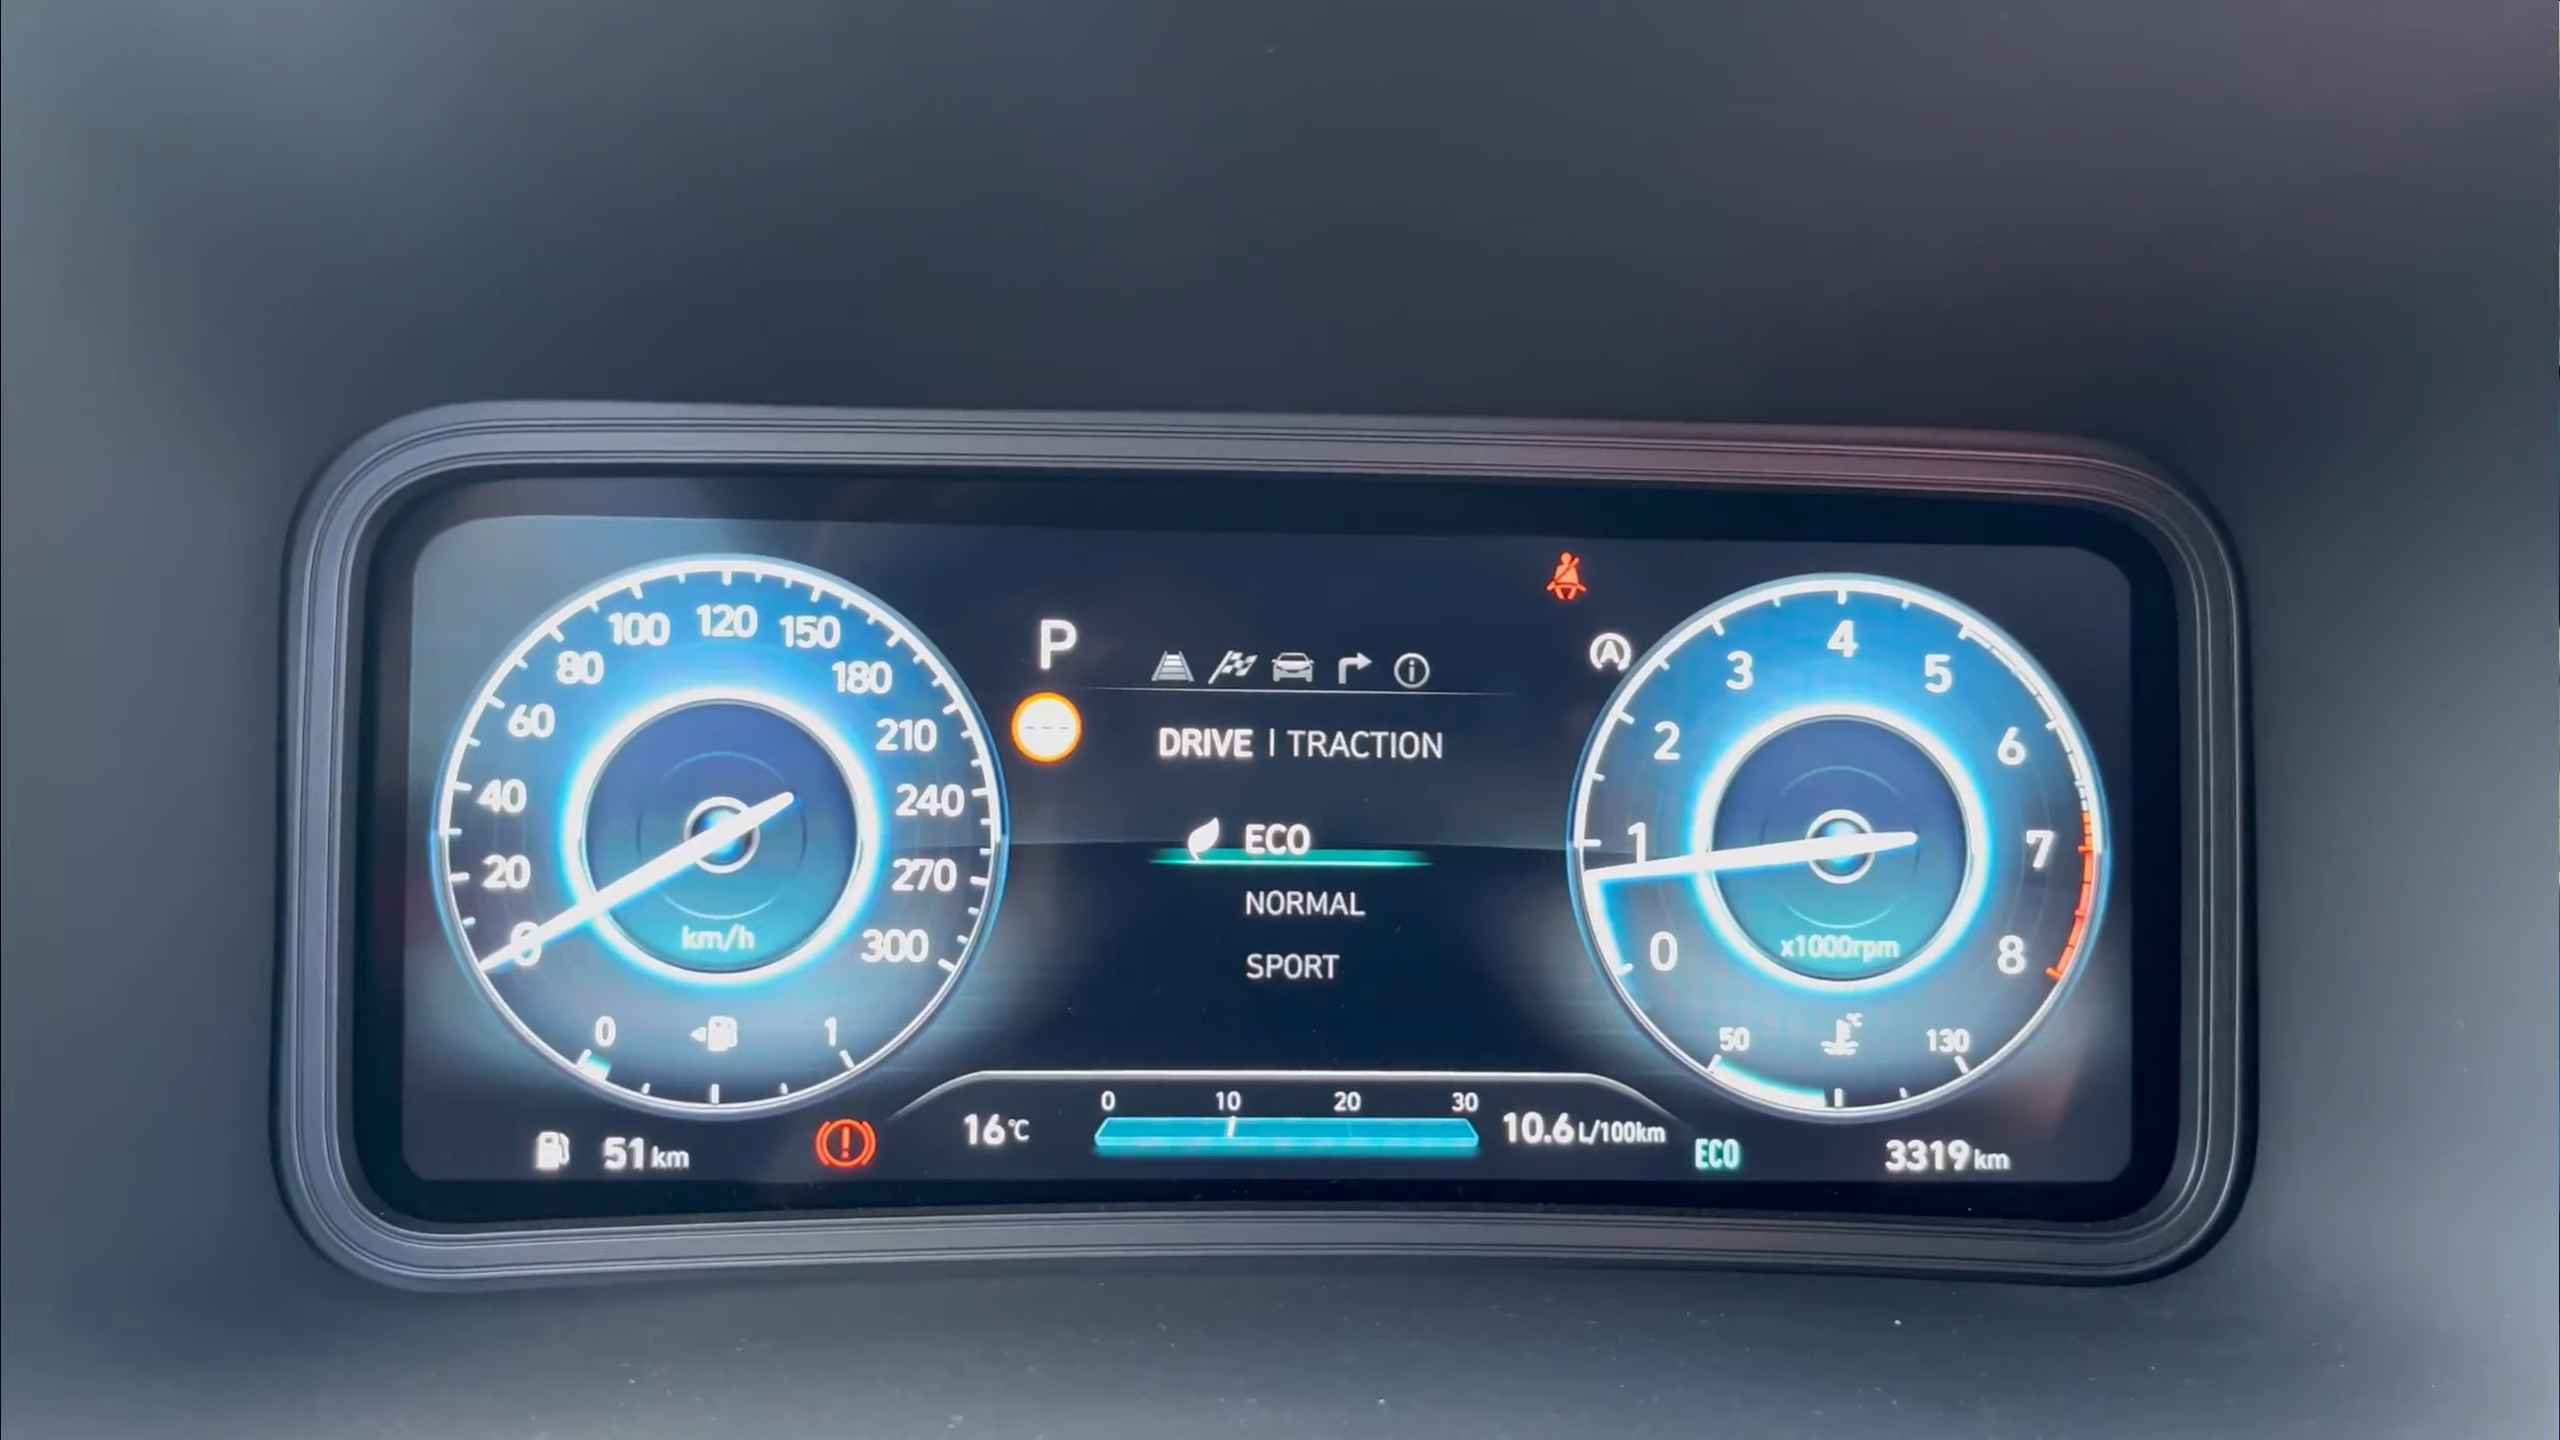 0 20 40 60 80 100 120 150 180 210 240 270 300
km/h
0 1
51 km
P
---
DRIVE | TRACTION
ECO
NORMAL
SPORT
16°C
0 10 20 30
10.6 L/100km
A
0 1 2 3 4 5 6 7 8
x1000rpm
50 °C 130
ECO
3319 km